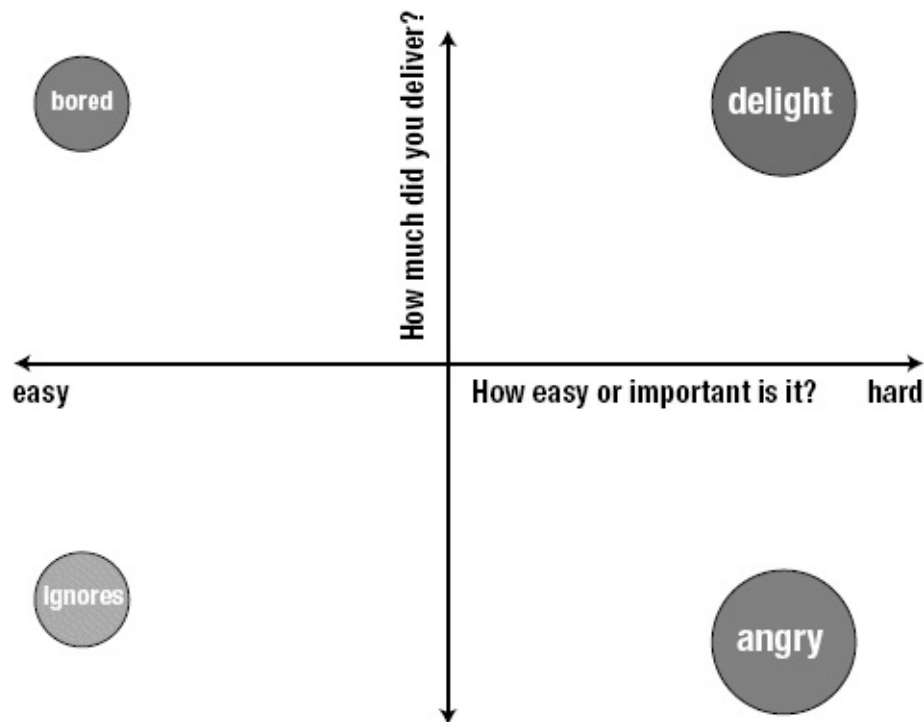 How much did you deliver?
bored
delight
easy
How easy or important is it?
hard
ignores
angry